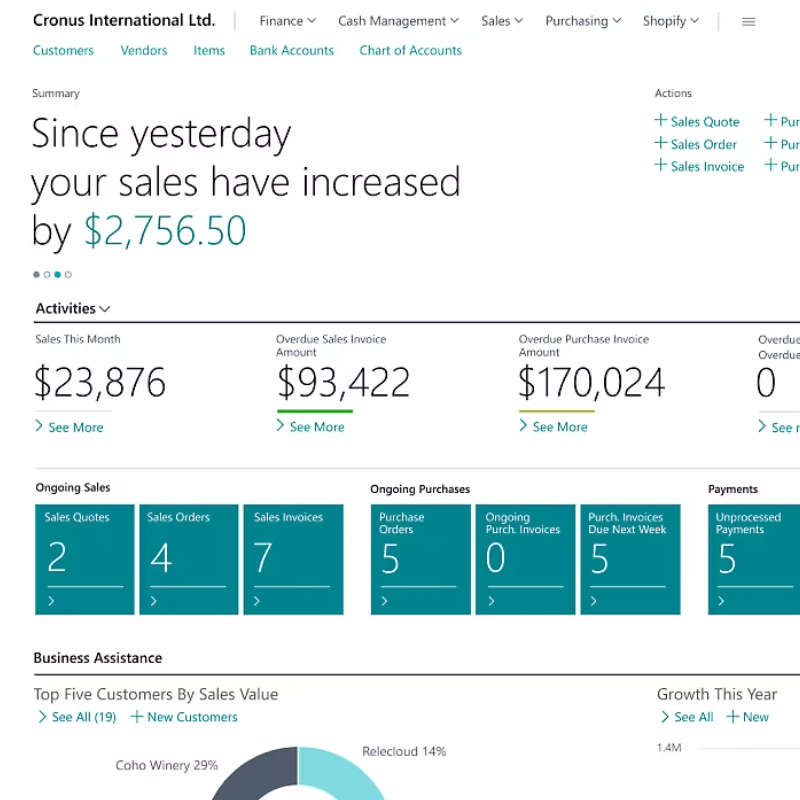 Cronus International Ltd.
Finance
Cash Management
Sales
Purchasing
Shopify
Customers
Vendors
Items
Bank Accounts
Chart of Accounts
Summary
Since yesterday
your sales have increased
by $2,756.50
Actions
+ Sales Quote
+ Sales Order
+ Sales Invoice
+ Pur
+ Pur
+ Pur
Activities
Sales This Month
$23,876
> See More
Overdue Sales Invoice
Amount
$93,422
> See More
Overdue Purchase Invoice
Amount
$170,024
> See More
Overdue
Overdue
0
> See
Ongoing Sales
Sales Quotes
2
>
Sales Orders
4
>
Sales Invoices
7
>
Ongoing Purchases
Purchase
Orders
5
>
Ongoing
Purch. Invoices
0
>
Purch. Invoices
Due Next Week
5
>
Payments
Unprocessed
Payments
5
>
Business Assistance
Top Five Customers By Sales Value
> See All (19)
+ New Customers
Coho Winery 29%
Relecloud 14%
Growth This Year
> See All
+ New
1.4M